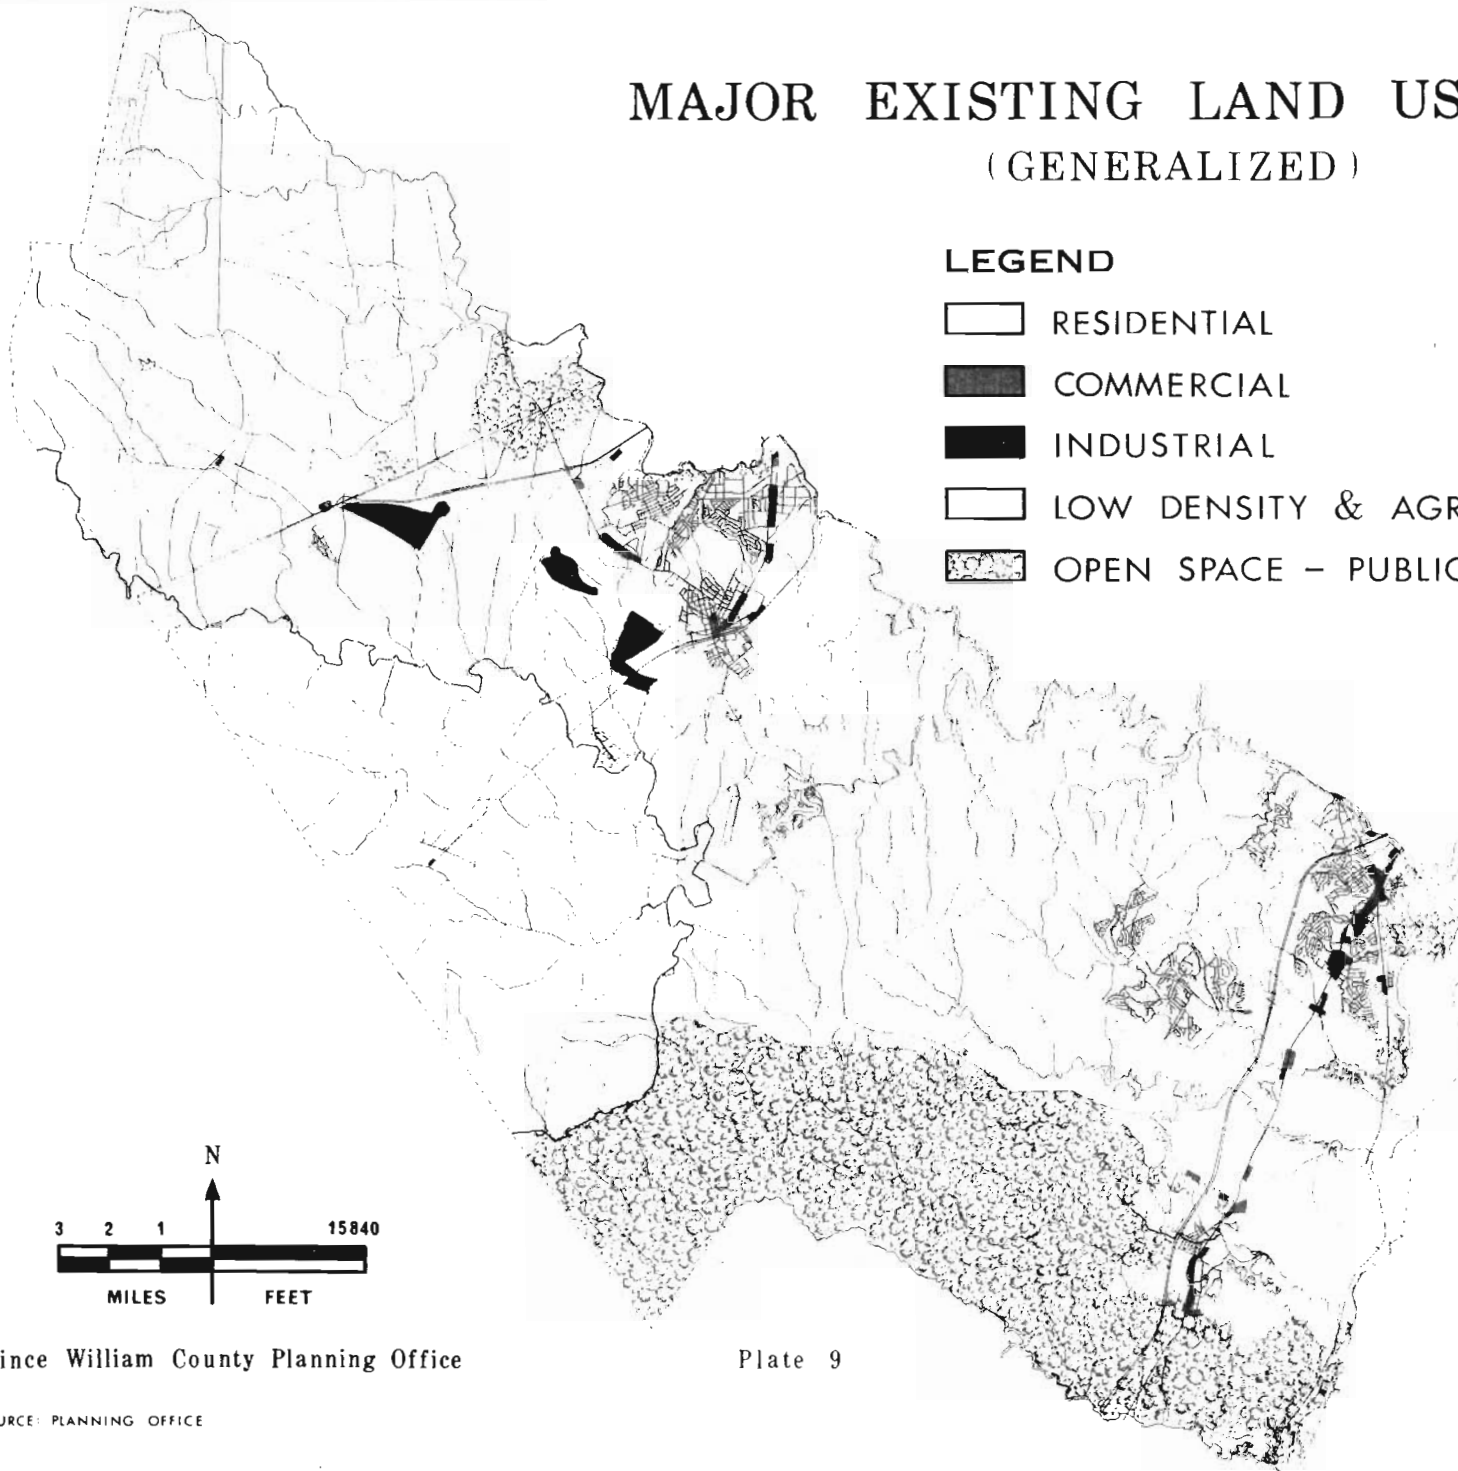 MAJOR EXISTING LAND US
(GENERALIZED)
LEGEND
RESIDENTIAL
COMMERCIAL
INDUSTRIAL
LOW DENSITY & AGR
OPEN SPACE – PUBLIC
N
3 2 1 15840
MILES FEET
ince William County Planning Office
Plate 9
URCE: PLANNING OFFICE